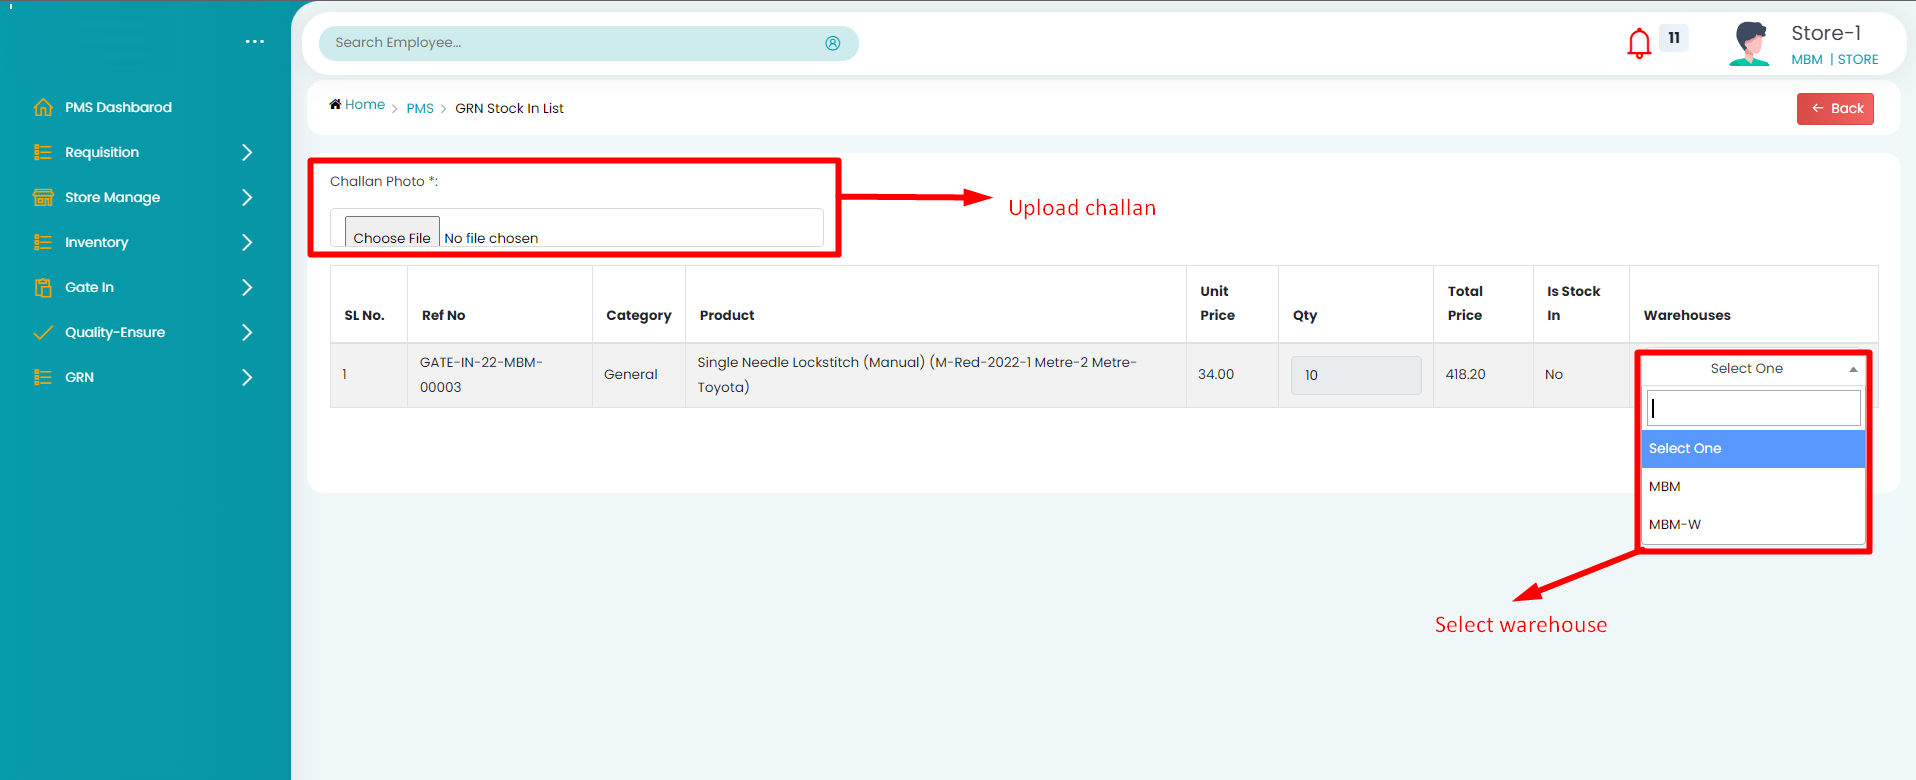 Search Employee...
11
Store-1
MBM | STORE
PMS Dashbarod
Requisition
Store Manage
Inventory
Gate In
Quality-Ensure
GRN
Home > PMS > GRN Stock In List
← Back
Challan Photo *:
Choose File No file chosen
Upload challan
SL No. Ref No Category Product Unit Price Qty Total Price Is Stock In Warehouses
1 GATE-IN-22-MBM-00003 General Single Needle Lockstitch (Manual) (M-Red-2022-1 Metre-2 Metre-Toyota) 34.00 10 418.20 No Select One
Select One
MBM
MBM-W
Select warehouse